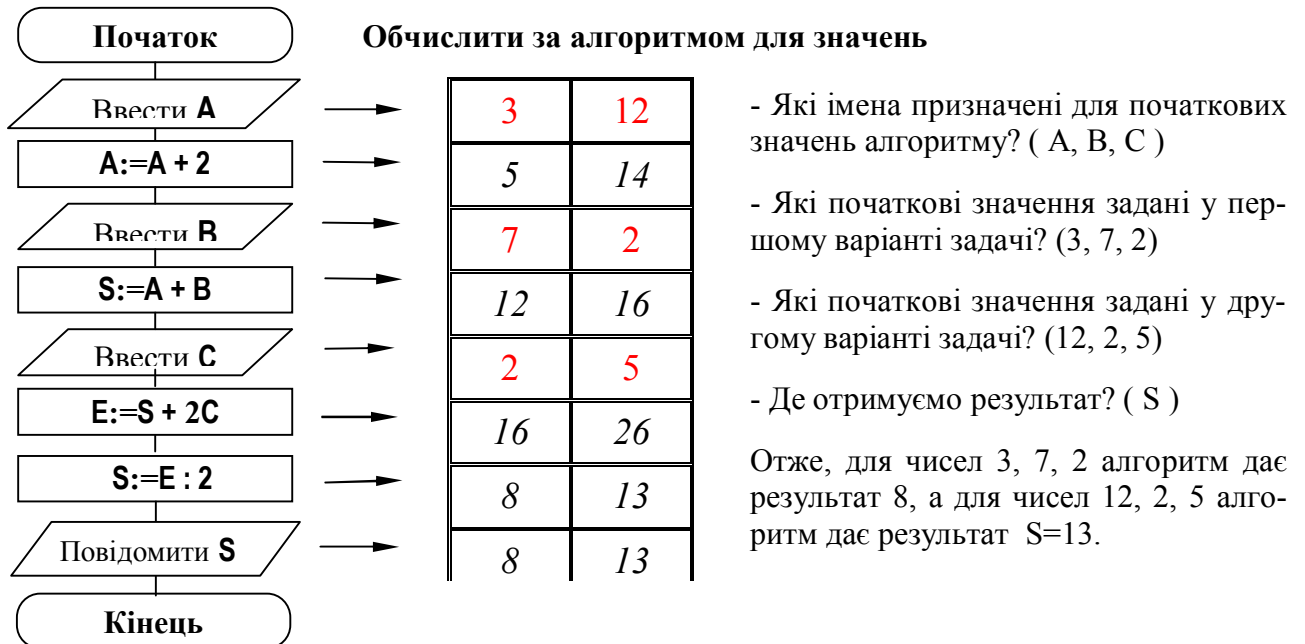 Початок
Обчислити за алгоритмом для значень
Ввести A
A:=A + 2
Ввести B
S:=A + B
Ввести C
E:=S + 2C
S:=E : 2
Повідомити S
Кінець
3 12
5 14
7 2
12 16
2 5
16 26
8 13
8 13
- Які імена призначені для початкових
значень алгоритму? ( A, B, C )
- Які початкові значення задані у пер-
шому варіанті задачі? (3, 7, 2)
- Які початкові значення задані у дру-
гому варіанті задачі? (12, 2, 5)
- Де отримуємо результат? ( S )
Отже, для чисел 3, 7, 2 алгоритм дає
результат 8, а для чисел 12, 2, 5 алго-
ритм дає результат S=13.